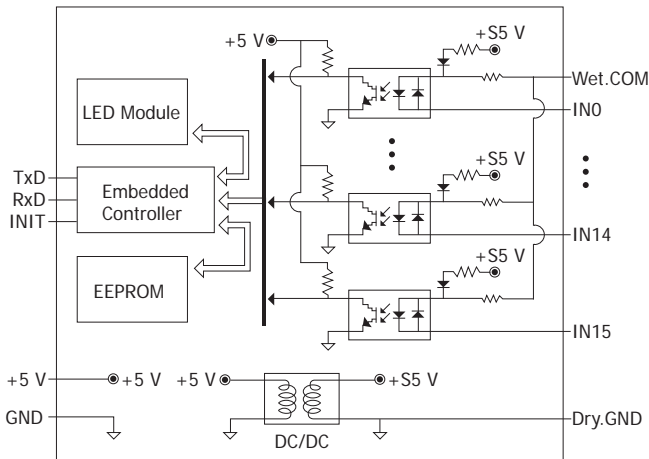 +5 V
+S5 V
Wet.COM
LED Module
IN0
TxD
RxD
INIT
Embedded
Controller
+S5 V
IN14
EEPROM
+S5 V
IN15
+5 V
+5 V
+5 V
+S5 V
GND
Dry.GND
DC/DC